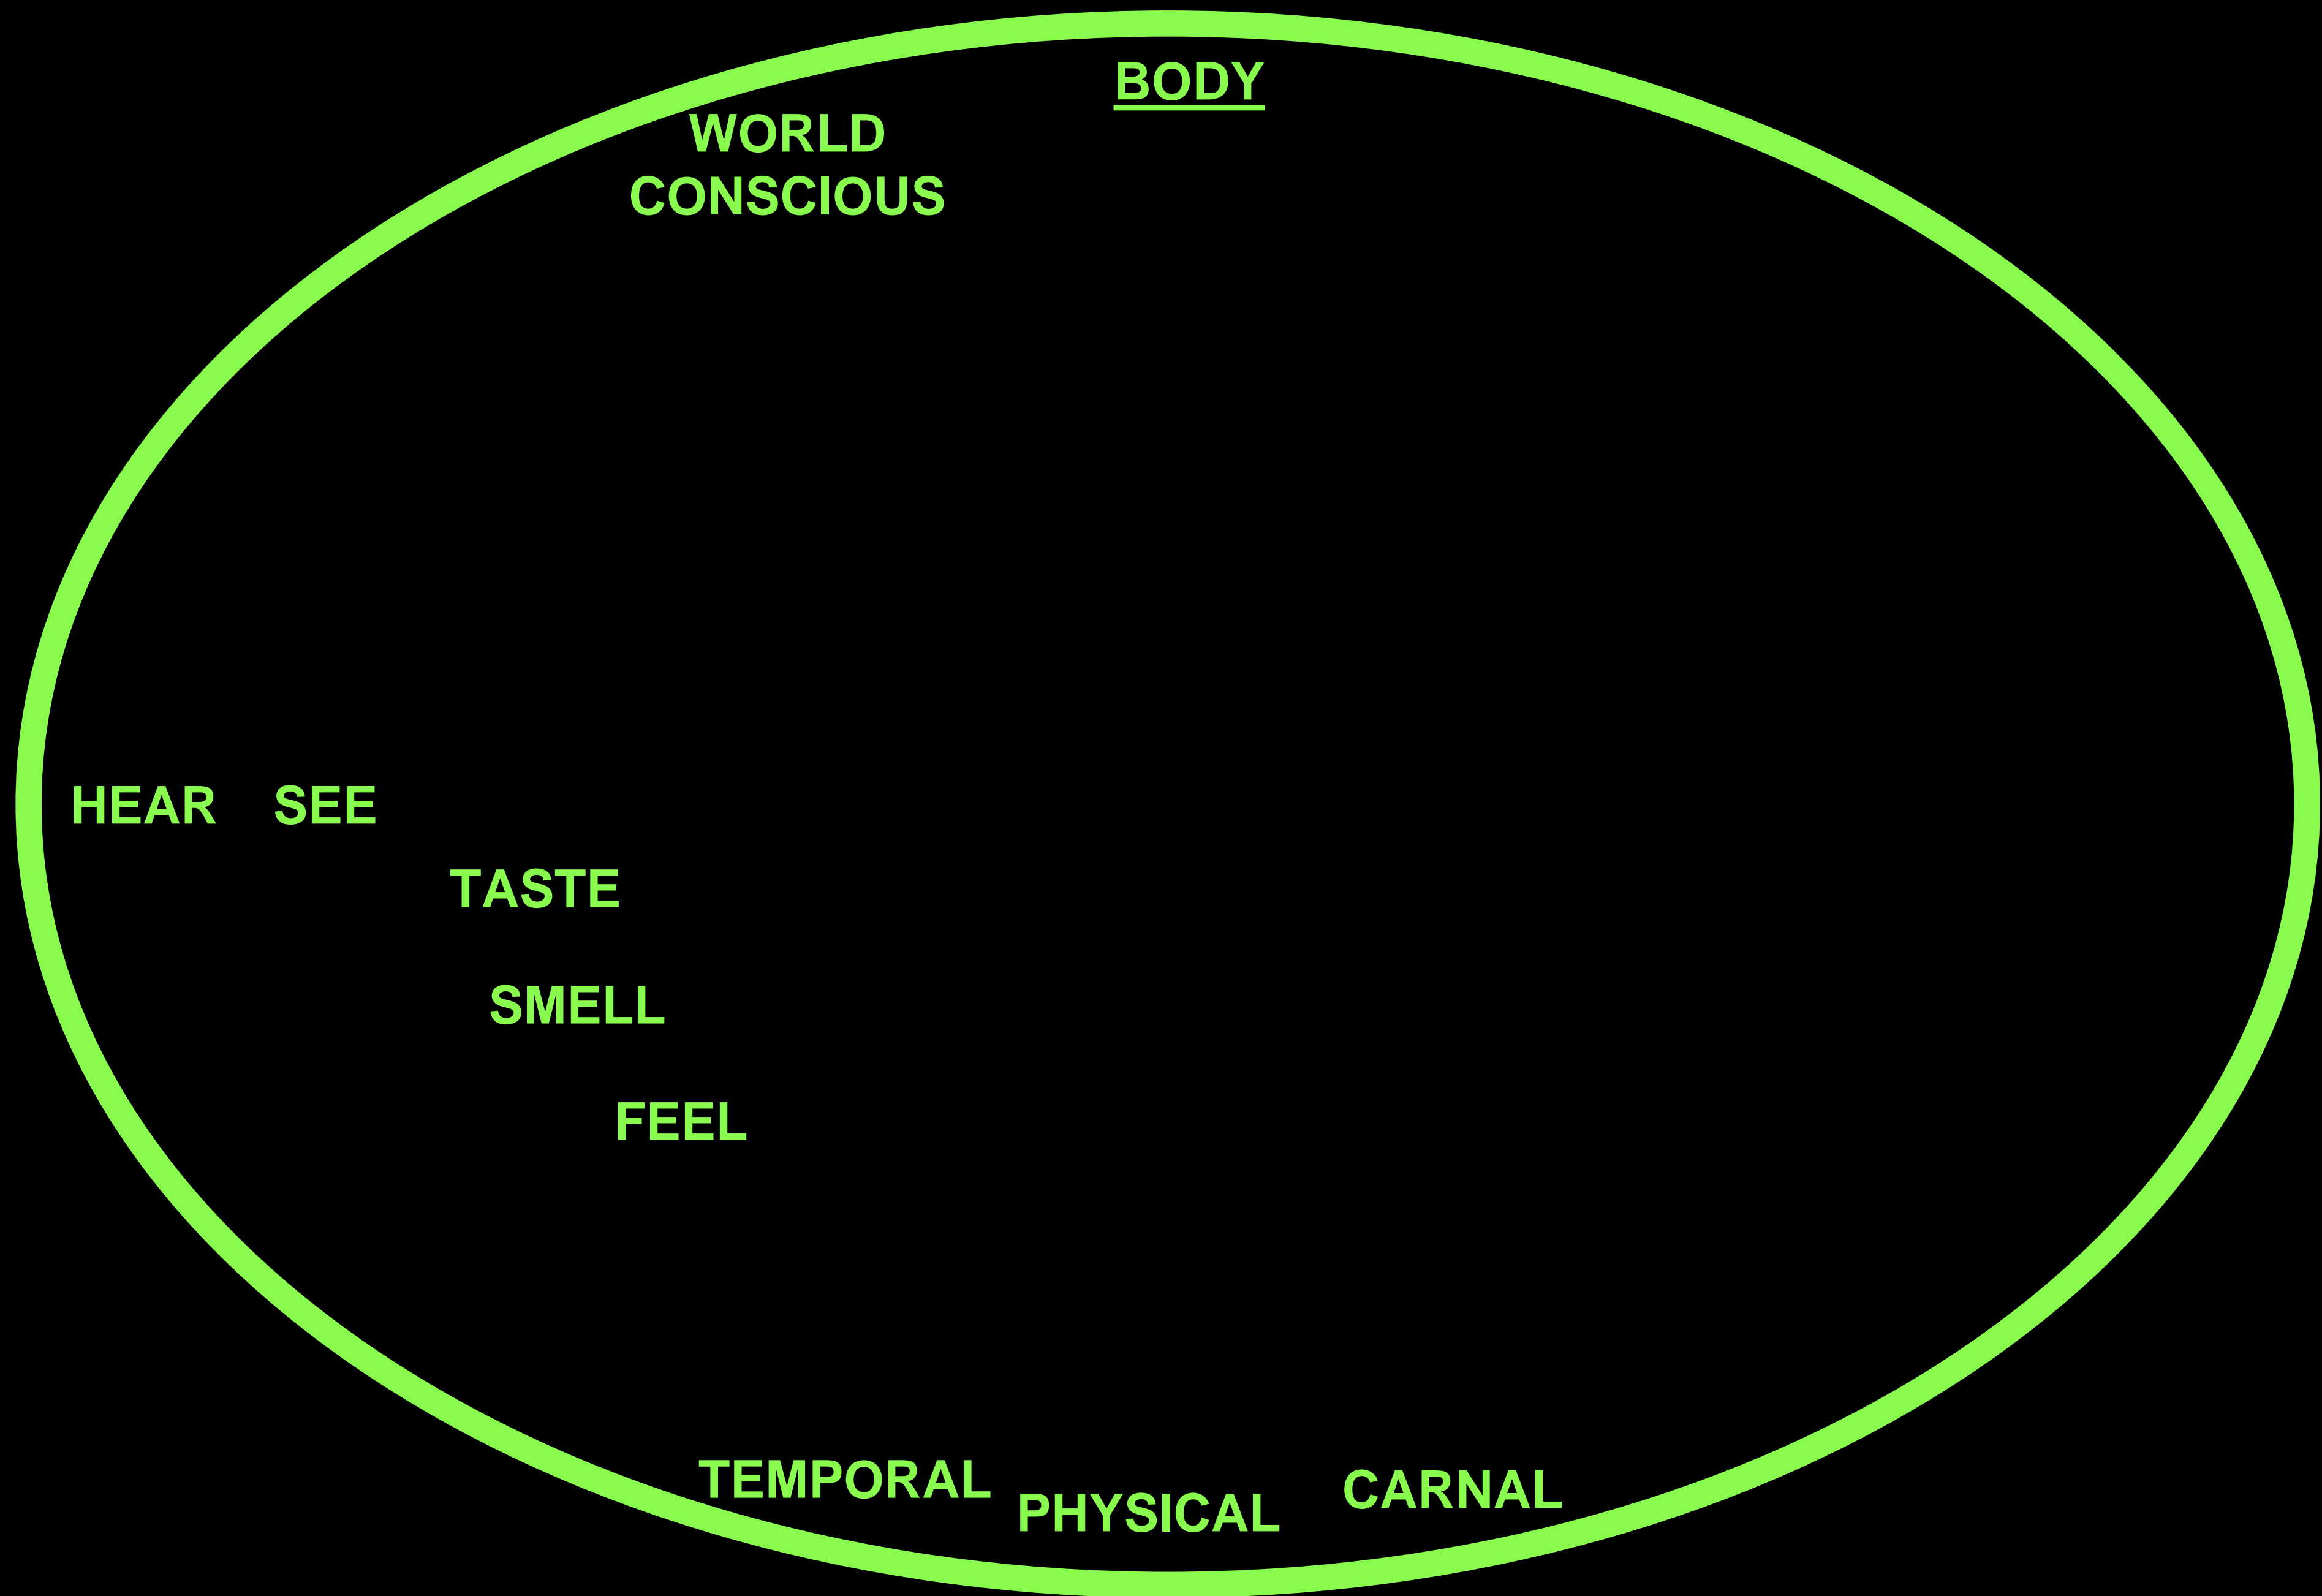 BODY
WORLD
CONSCIOUS
HEAR SEE
TASTE
SMELL
FEEL
TEMPORAL
PHYSICAL
CARNAL